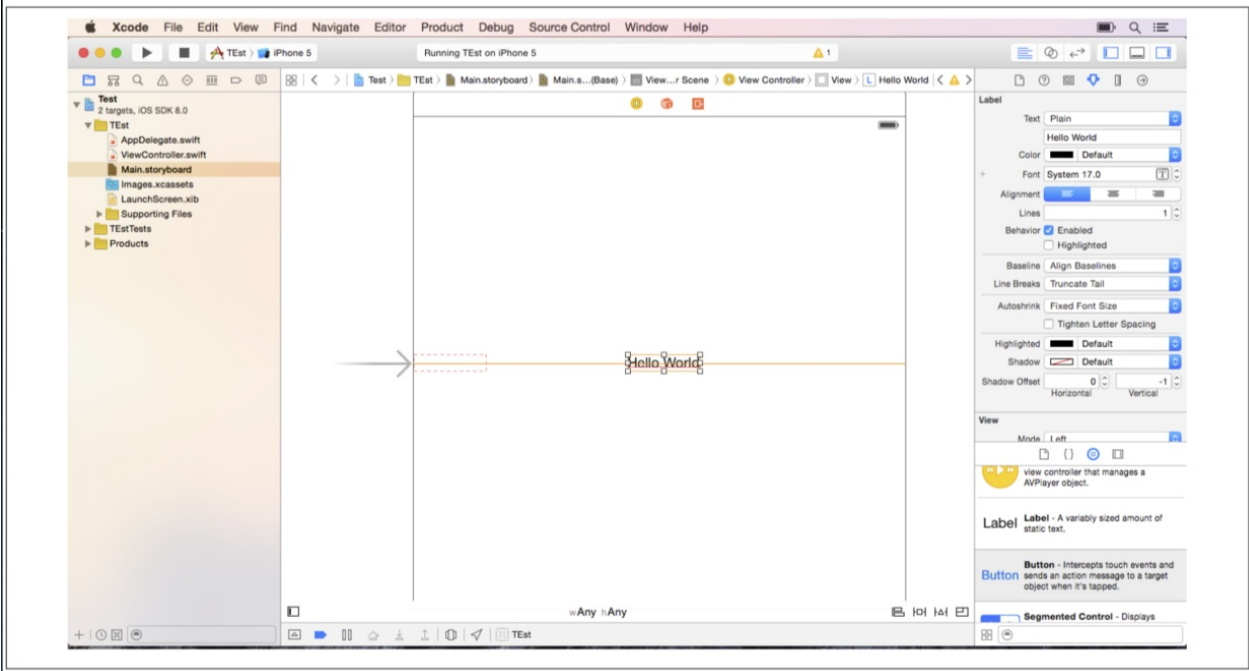 Xcode File Edit View Find Navigate Editor Product Debug Source Control Window Help
TEst iPhone 5
Running TEst on iPhone 5
1
Test TEst Main.storyboard Main.s...(Base) View...r Scene View Controller View L Hello World
Test
2 targets, iOS SDK 8.0
TEst
AppDelegate.swift
ViewController.swift
Main.storyboard
Images.xcassets
LaunchScreen.xib
Supporting Files
TEstTests
Products
Hello World
wAny hAny
TEst
Label
Text Plain
Hello World
Color Default
Font System 17.0
Alignment
Lines 1
Behavior Enabled
Highlighted
Baseline Align Baselines
Line Breaks Truncate Tail
Autoshrink Fixed Font Size
Tighten Letter Spacing
Highlighted Default
Shadow Default
Shadow Offset 0 -1
Horizontal Vertical
View
Mode Left
view controller that manages a
AVPlayer object.
Label Label - A variably sized amount of
static text.
Button - Intercepts touch events and
Button sends an action message to a target
object when it's tapped.
Segmented Control - Displays